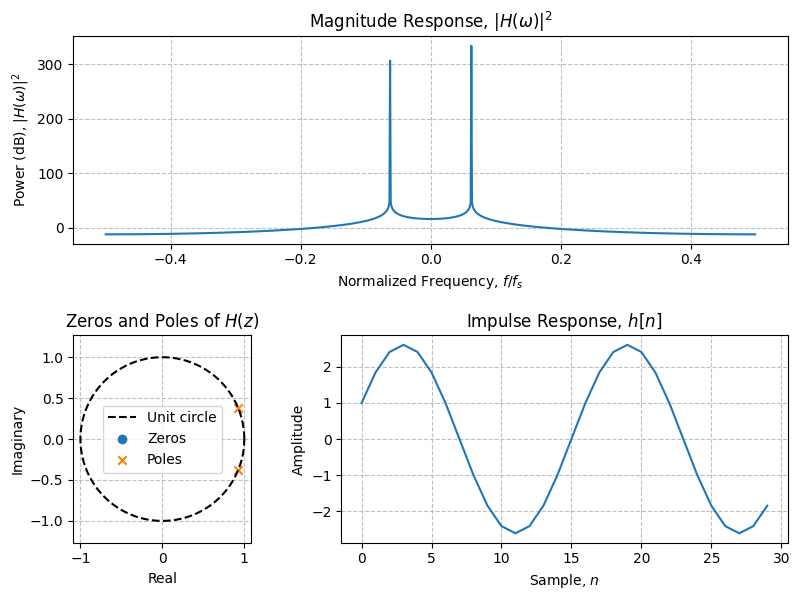 Magnitude Response, $|H(\omega)|^2$
Power (dB), $|H(\omega)|^2$
300
200
100
0
−0.4
−0.2
0.0
0.2
0.4
Normalized Frequency, $f/f_s$
Zeros and Poles of $H(z)$
Imaginary
1.0
0.5
0.0
−0.5
−1.0
Unit circle
Zeros
Poles
−1
0
1
Real
Impulse Response, $h[n]$
Amplitude
2
1
0
−1
−2
0
5
10
15
20
25
30
Sample, $n$